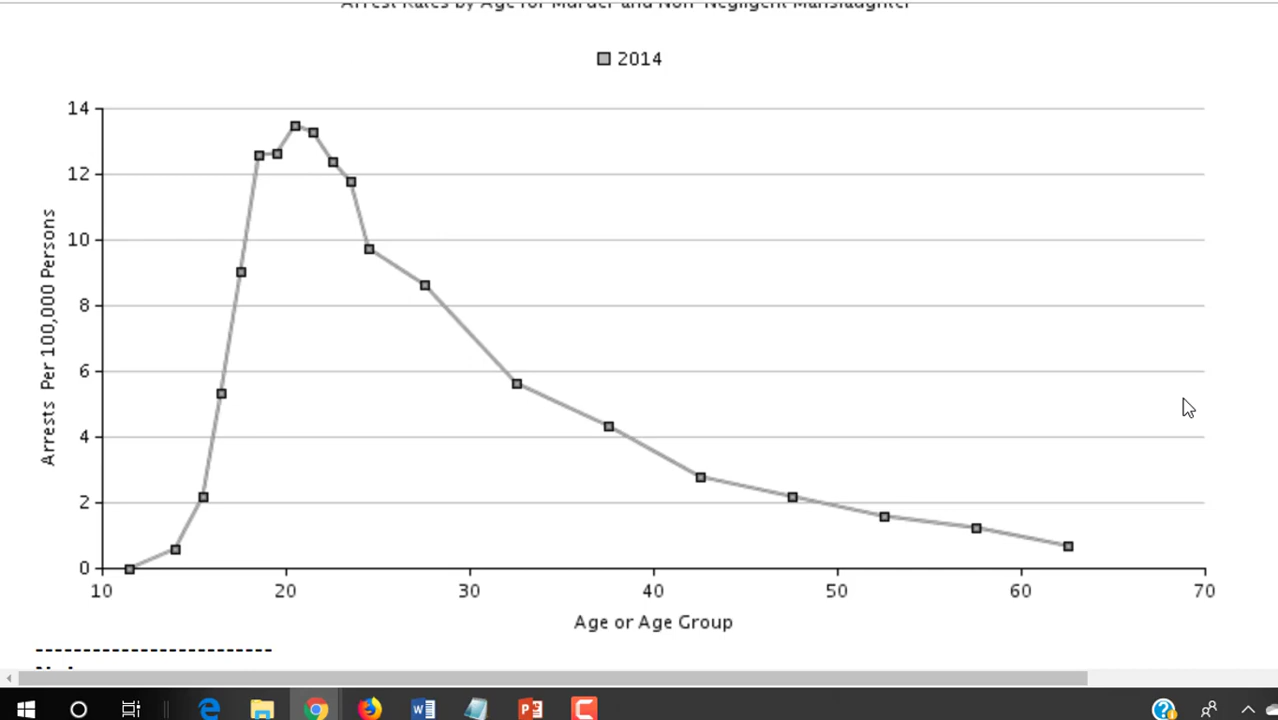 Arrest Rates by Age for Murder and Non-Negligent Manslaughter
2014
14
12
10
8
6
4
2
0
Arrests Per 100,000 Persons
10 20 30 40 50 60 70
Age or Age Group
-------------------------